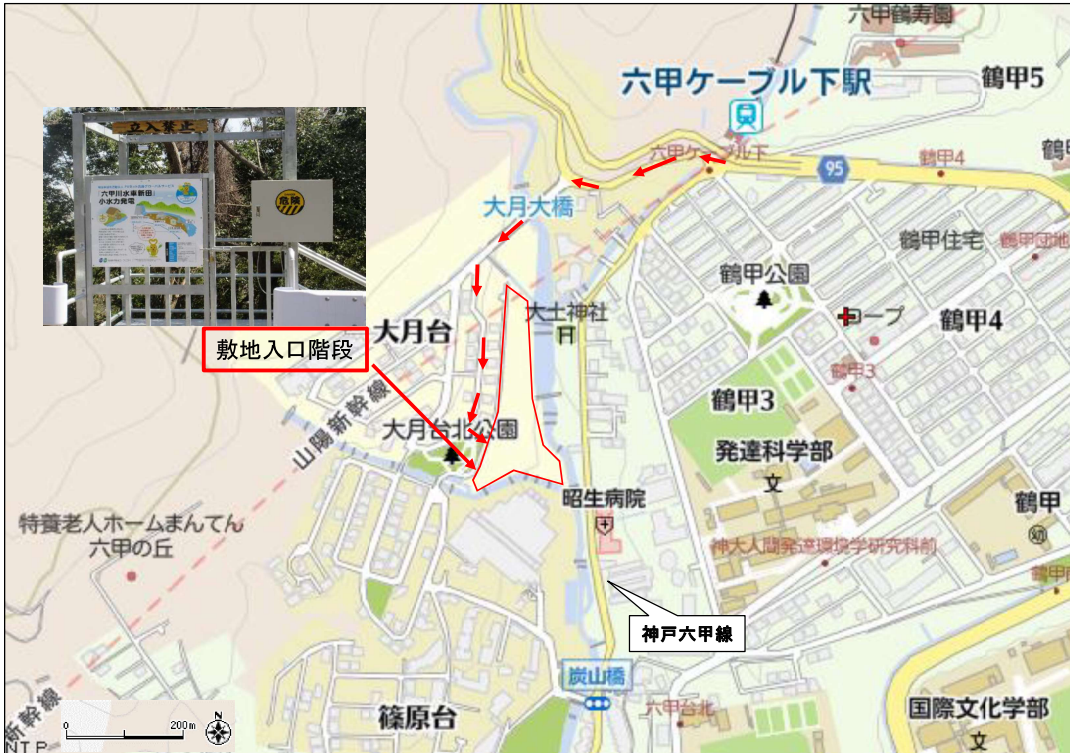 六甲鶴寿園
六甲ケーブル下駅
鶴甲5
六甲ケーブル下
95
鶴甲4
立入禁止
「六甲川水車新田」
小水力発電
危険
大月大橋
鶴甲住宅
鶴甲団地
鶴甲公園
大土神社
コープ
鶴甲4
大月台
敷地入口階段
鶴甲3
鶴甲3
山陽新幹線
大月台北公園
発達科学部
文
昭生病院
鶴甲
幼
特養老人ホームまんてん
六甲の丘
神大人間発達環境学研究科前
神戸六甲線
炭山橋
篠原台
六甲台北
国際文化学部
文
新幹線
0
200m
N